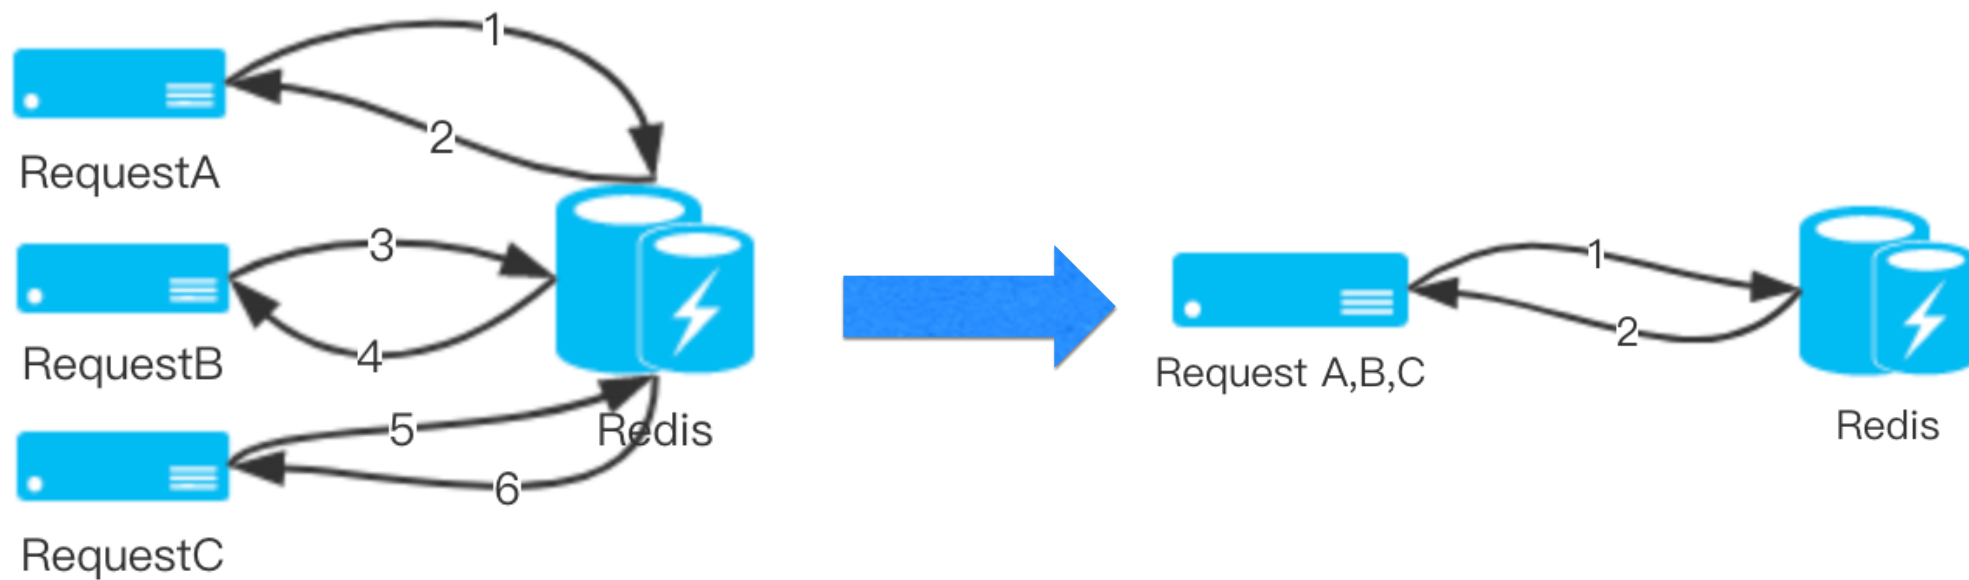 1
2
RequestA
3
4
RequestB
5
Redis
6
RequestC
1
2
Request A,B,C
Redis